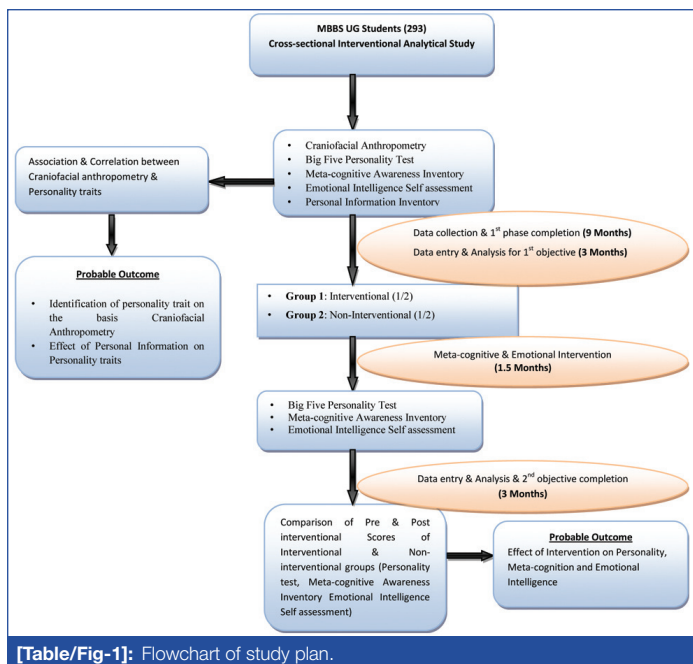 MBBS UG Students (293)
Cross-sectional Interventional Analytical Study
• Craniofacial Anthropometry
• Big Five Personality Test
• Meta-cognitive Awareness Inventory
• Emotional Intelligence Self assessment
• Personal Information Inventory
Association & Correlation between
Craniofacial anthropometry &
Personality traits
Probable Outcome
• Identification of personality trait on
the basis Craniofacial
Anthropometry
• Effect of Personal Information on
Personality traits
Data collection & 1st phase completion (9 Months)
Data entry & Analysis for 1st objective (3 Months)
• Group 1: Interventional (1/2)
• Group 2: Non-Interventional (1/2)
Meta-cognitive & Emotional Intervention
(1.5 Months)
• Big Five Personality Test
• Meta-cognitive Awareness Inventory
• Emotional Intelligence Self assessment
Data entry & Analysis & 2nd objective completion
(3 Months)
Comparison of Pre & Post
interventional Scores of
Interventional & Non-
interventional groups (Personality
test, Meta-cognitive Awareness
Inventory Emotional Intelligence
Self assessment)
Probable Outcome
Effect of Intervention on Personality,
Meta-cognition and Emotional
Intelligence
[Table/Fig-1]: Flowchart of study plan.